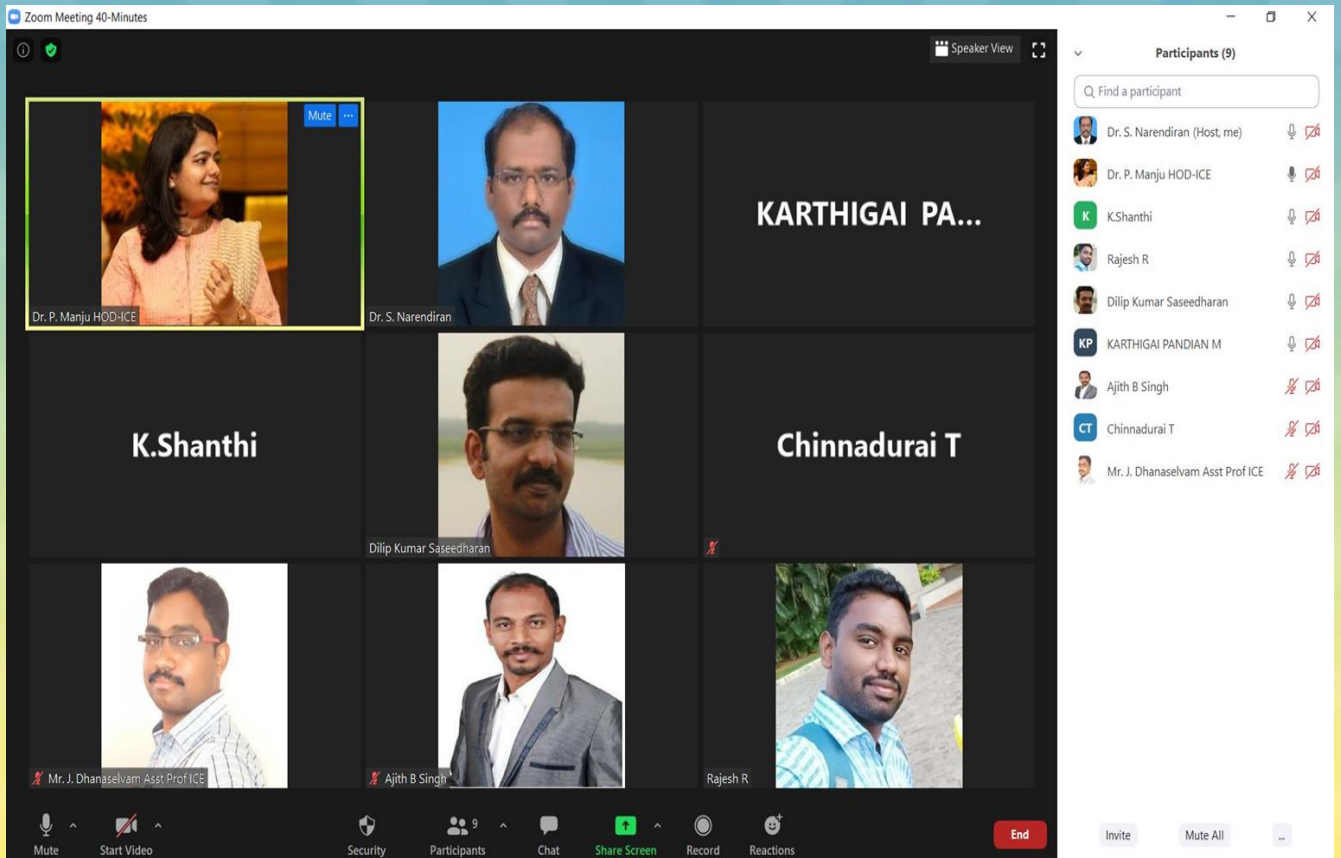 Zoom Meeting 40-Minutes
Speaker View
Mute
...
Dr. P. Manju HOD-ICE
Dr. S. Narendiran
KARTHIGAI PA...
K.Shanthi
Dilip Kumar Saseedharan
Chinnadurai T
Mr. J. Dhanaselvam Asst Prof ICE
Ajith B Singh
Rajesh R
Mute
Start Video
Security
Participants
9
Chat
Share Screen
Record
Reactions
End
Participants (9)
Find a participant
Dr. S. Narendiran (Host, me)
Dr. P. Manju HOD-ICE
K
K.Shanthi
Rajesh R
Dilip Kumar Saseedharan
KP
KARTHIGAI PANDIAN M
Ajith B Singh
CT
Chinnadurai T
Mr. J. Dhanaselvam Asst Prof ICE
Invite
Mute All
...